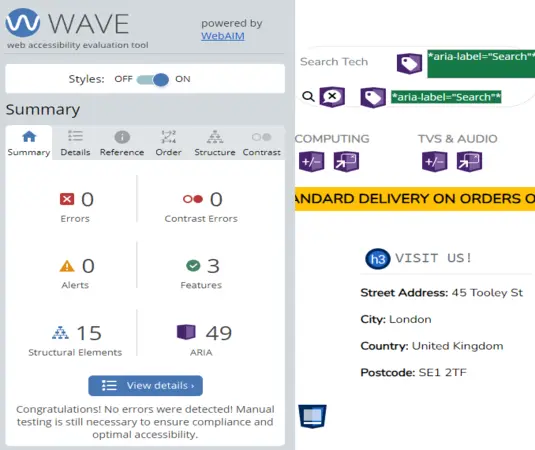 WAVE
web accessibility evaluation tool
powered by
WebAIM
Styles: OFF ON
Summary
Summary Details Reference Order Structure Contrast
0
Errors
0
Contrast Errors
0
Alerts
3
Features
15
Structural Elements
49
ARIA
View details ›
Congratulations! No errors were detected! Manual
testing is still necessary to ensure compliance and
optimal accessibility.
Search Tech
*aria-label="Search"*
*aria-label="Search"*
COMPUTING TVS & AUDIO
+/- +/-
ANDARD DELIVERY ON ORDERS O
h3 VISIT US!
Street Address: 45 Tooley St
City: London
Country: United Kingdom
Postcode: SE1 2TF